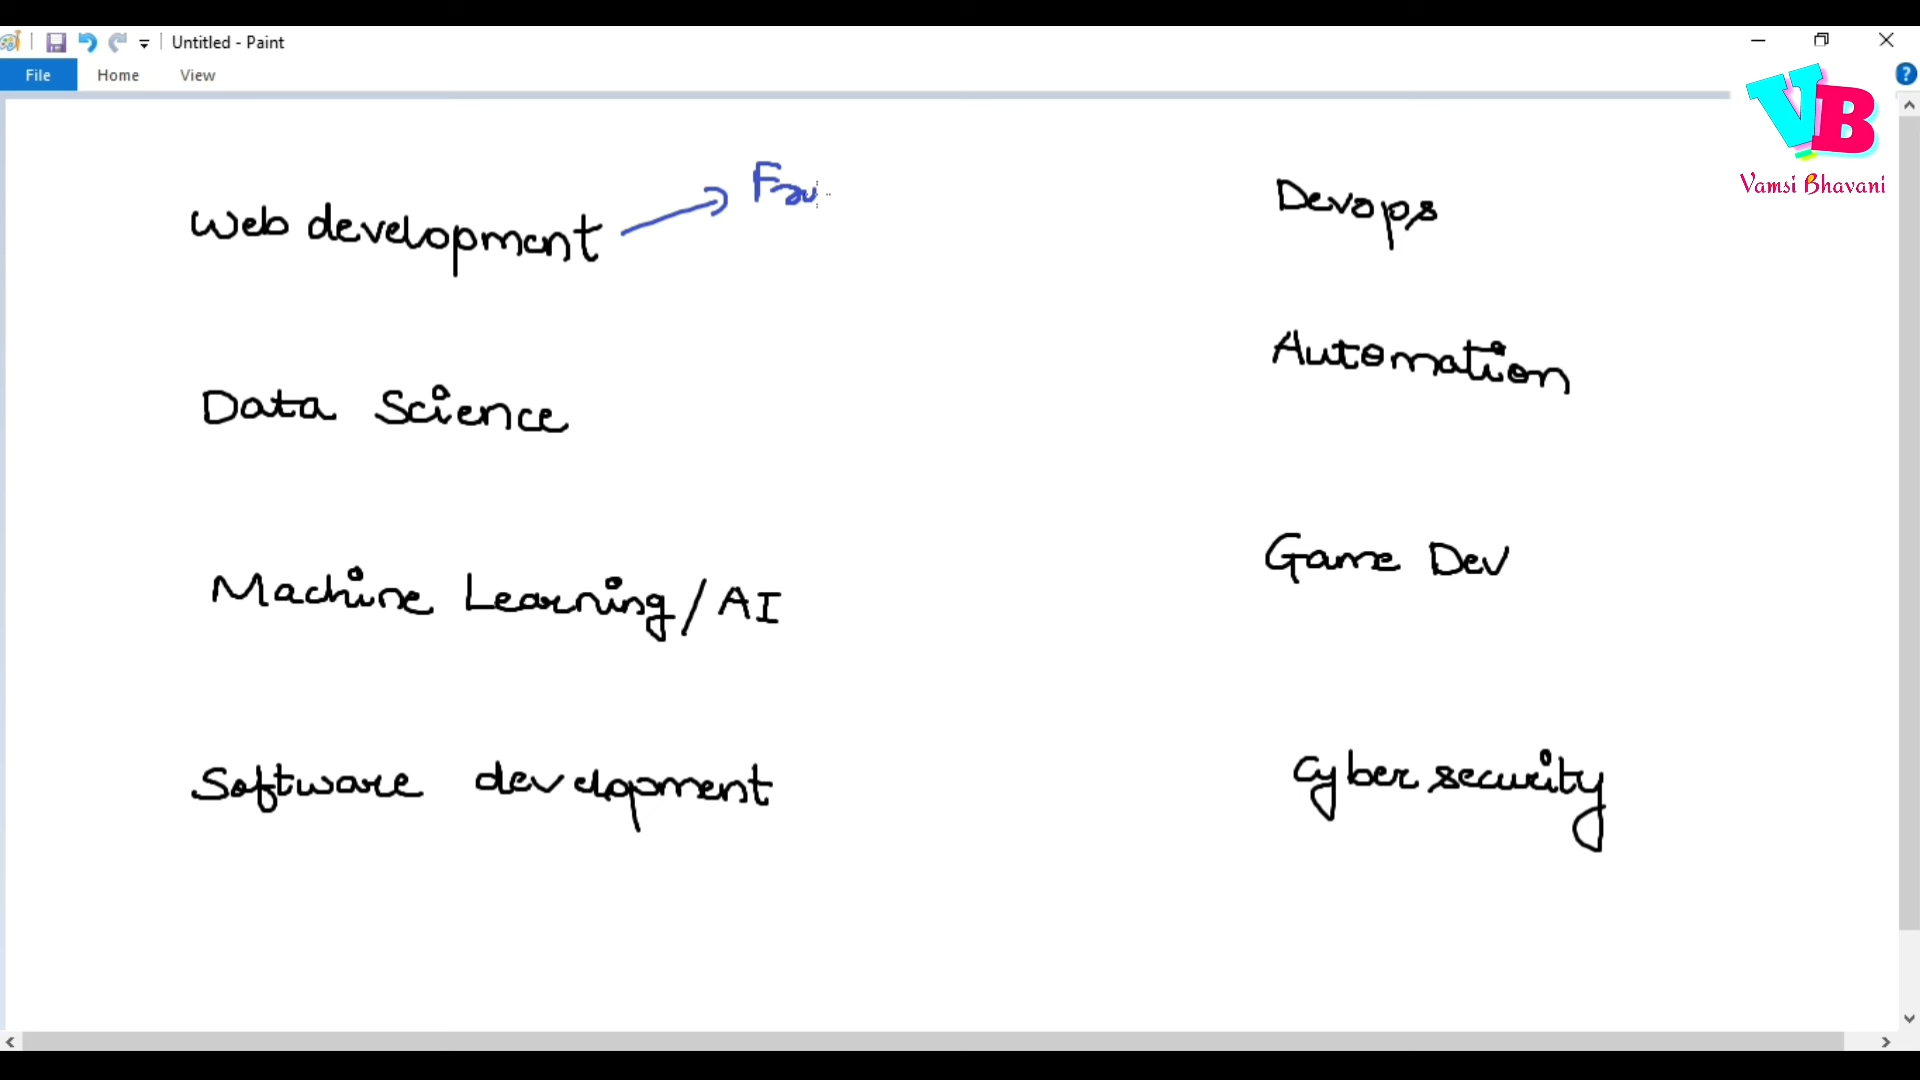 Untitled - Paint
File Home View
VB
Vamsi Bhavani
Web development
Devops
Automation
Data Science
Game Dev
Machine Learning/AI
Software development
Cyber security